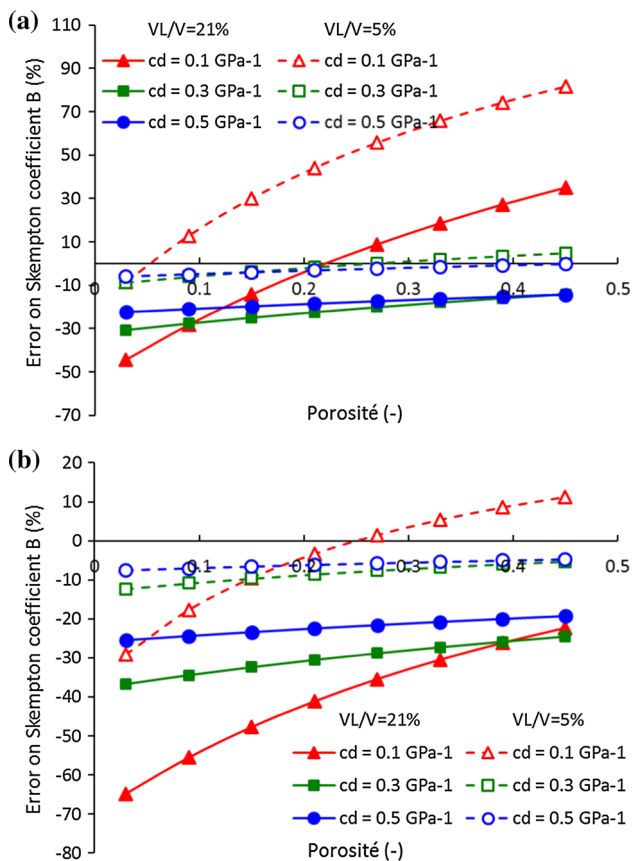 (a)
VL/V=21% VL/V=5%
cd = 0.1 GPa-1 cd = 0.1 GPa-1
cd = 0.3 GPa-1 cd = 0.3 GPa-1
cd = 0.5 GPa-1 cd = 0.5 GPa-1
Error on Skempton coefficient B (%)
110
90
70
50
30
10
-10
-30
-50
-70
0 0.1 0.2 0.3 0.4 0.5
Porosité (-)
(b)
Error on Skempton coefficient B (%)
20
10
0
-10
-20
-30
-40
-50
-60
-70
-80
0 0.1 0.2 0.3 0.4 0.5
VL/V=21% VL/V=5%
cd = 0.1 GPa-1 cd = 0.1 GPa-1
cd = 0.3 GPa-1 cd = 0.3 GPa-1
cd = 0.5 GPa-1 cd = 0.5 GPa-1
Porosité (-)